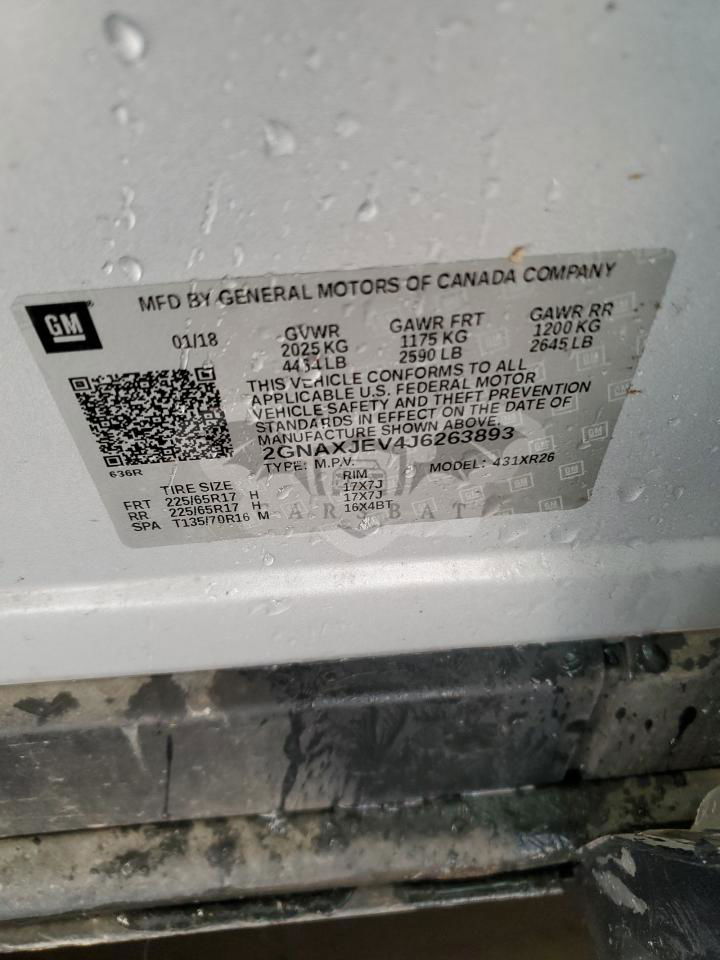 GM
MFD BY GENERAL MOTORS OF CANADA COMPANY
01/18 GVWR GAWR FRT GAWR RR
2025 KG 1175 KG 1200 KG
4464 LB 2590 LB 2645 LB
THIS VEHICLE CONFORMS TO ALL
APPLICABLE U.S. FEDERAL MOTOR
VEHICLE SAFETY AND THEFT PREVENTION
STANDARDS IN EFFECT ON THE DATE OF
MANUFACTURE SHOWN ABOVE.
2GNAXJEV4J6263893
636R TYPE: M.P.V. MODEL: 431XR26
TIRE SIZE RIM
FRT 225/65R17 H 17X7J
RR 225/65R17 H 17X7J
SPA T135/70R16 M 16X4BT
CARSBAT